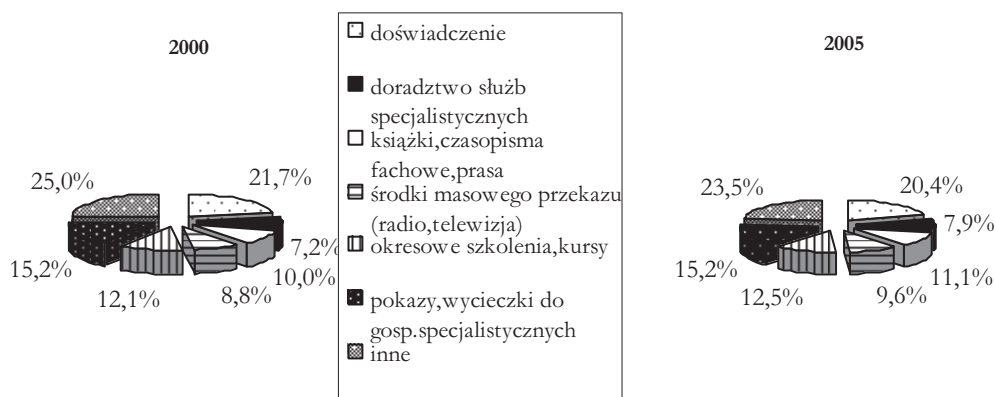 2000
25,0%
21,7%
7,2%
10,0%
8,8%
12,1%
15,2%
doświadczenie
doradztwo służb
specjalistycznych
książki,czasopisma
fachowe,prasa
środki masowego przekazu
(radio,telewizja)
okresowe szkolenia,kursy
pokazy,wycieczki do
gosp.specjalistycznych
inne
2005
23,5%
20,4%
7,9%
11,1%
9,6%
12,5%
15,2%